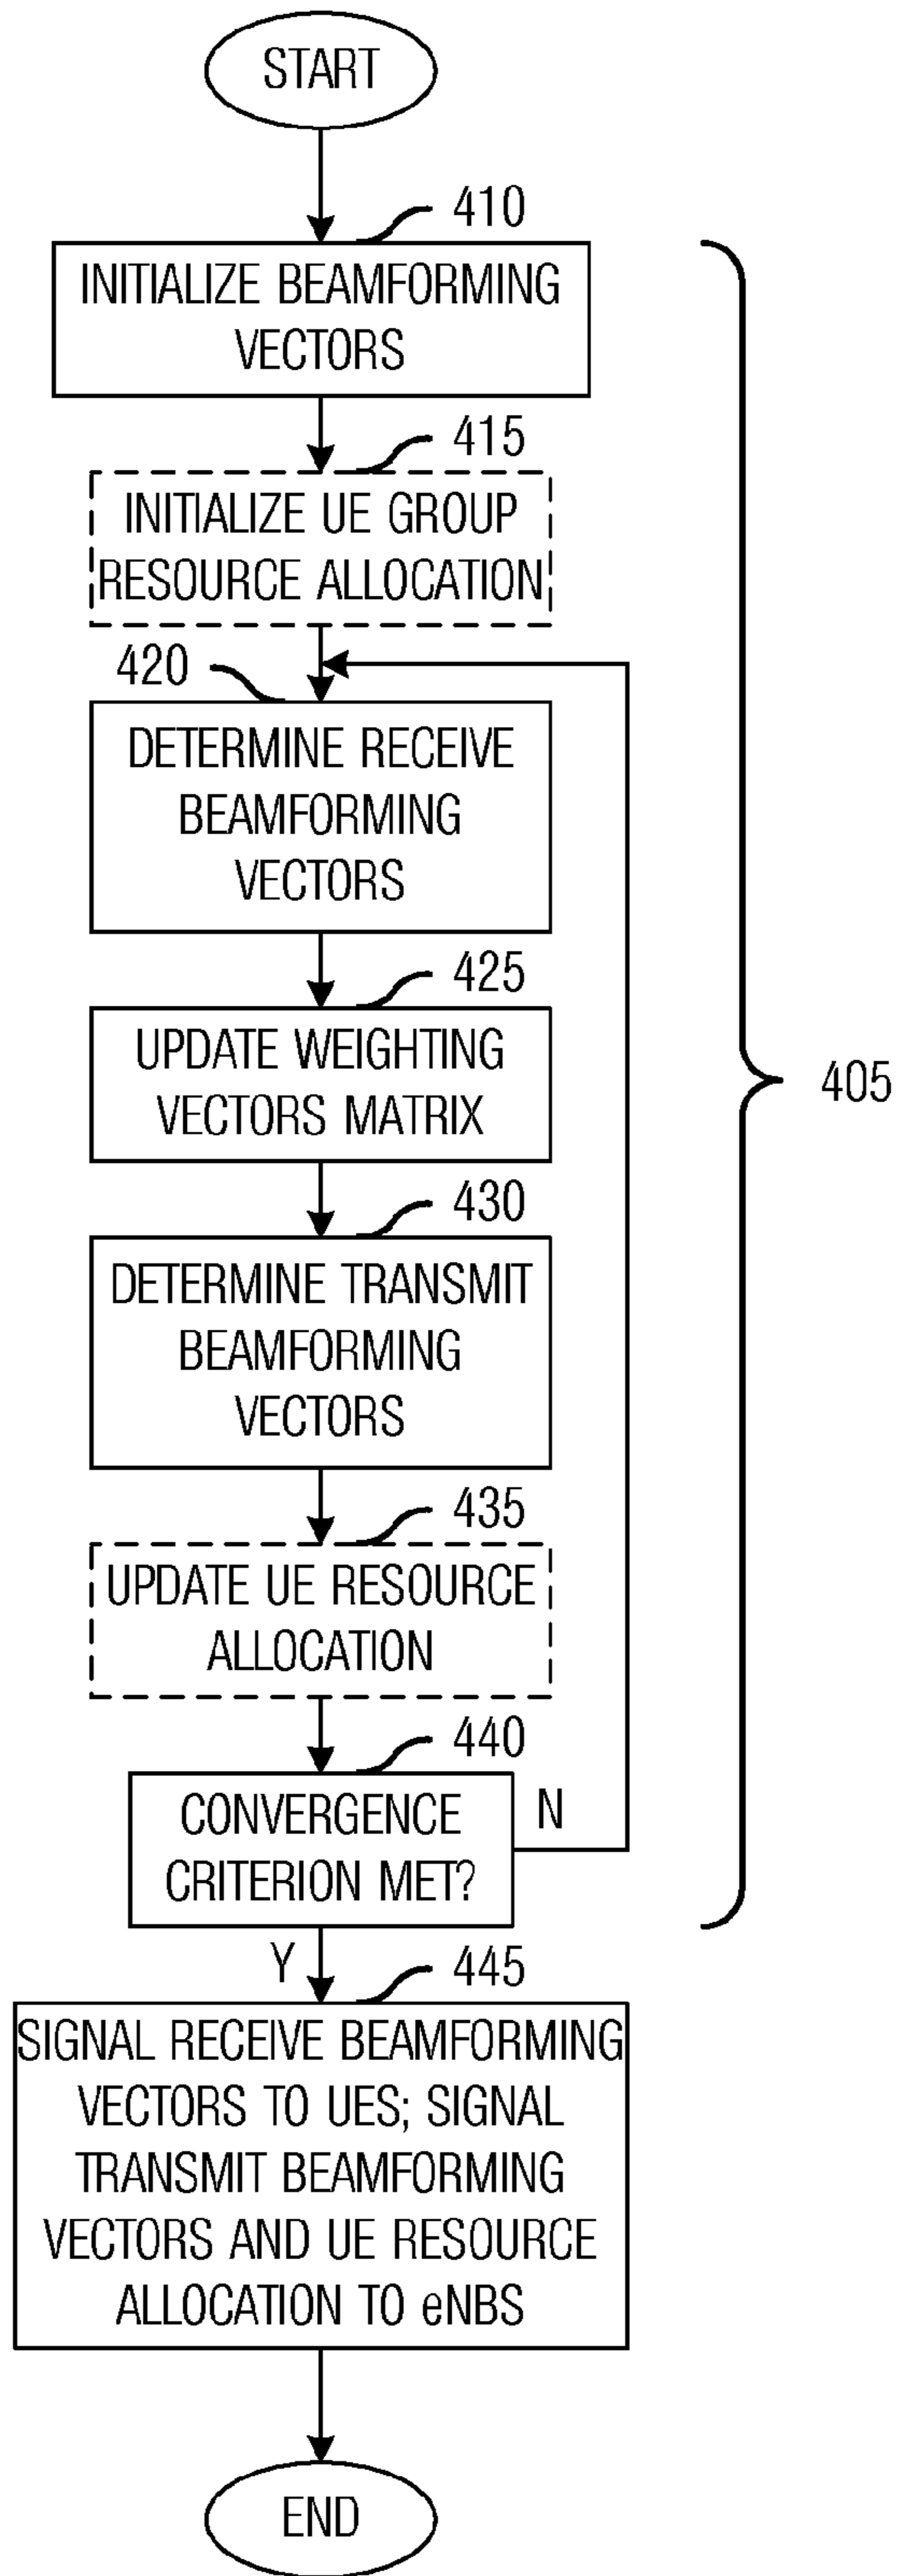 START
410
INITIALIZE BEAMFORMING
VECTORS
415
INITIALIZE UE GROUP
RESOURCE ALLOCATION
420
DETERMINE RECEIVE
BEAMFORMING
VECTORS
425
UPDATE WEIGHTING
VECTORS MATRIX
405
430
DETERMINE TRANSMIT
BEAMFORMING
VECTORS
435
UPDATE UE RESOURCE
ALLOCATION
440
CONVERGENCE
CRITERION MET?
N
Y
445
SIGNAL RECEIVE BEAMFORMING
VECTORS TO UES; SIGNAL
TRANSMIT BEAMFORMING
VECTORS AND UE RESOURCE
ALLOCATION TO eNBS
END